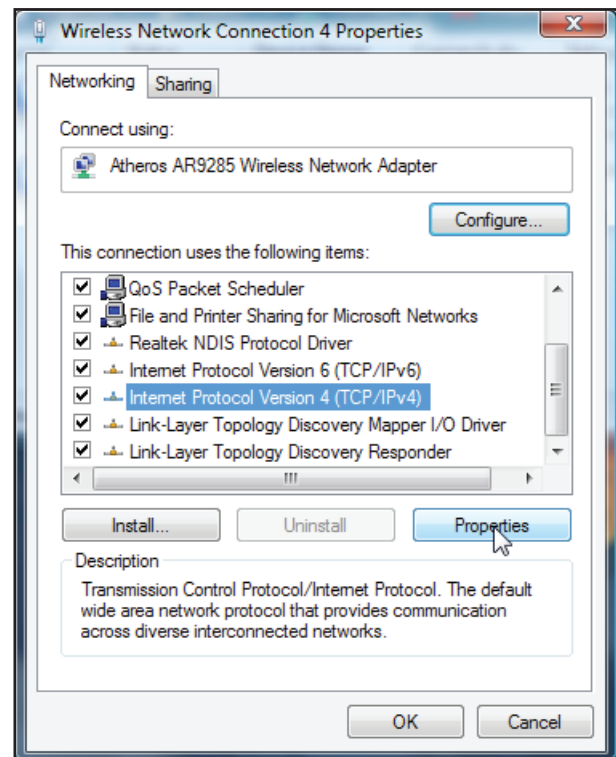 Wireless Network Connection 4 Properties
Networking
Sharing
Connect using:
Atheros AR9285 Wireless Network Adapter
Configure...
This connection uses the following items:
QoS Packet Scheduler
File and Printer Sharing for Microsoft Networks
Realtek NDIS Protocol Driver
Internet Protocol Version 6 (TCP/IPv6)
Internet Protocol Version 4 (TCP/IPv4)
Link-Layer Topology Discovery Mapper I/O Driver
Link-Layer Topology Discovery Responder
Install...
Uninstall
Properties
Description
Transmission Control Protocol/Internet Protocol. The default
wide area network protocol that provides communication
across diverse interconnected networks.
OK
Cancel